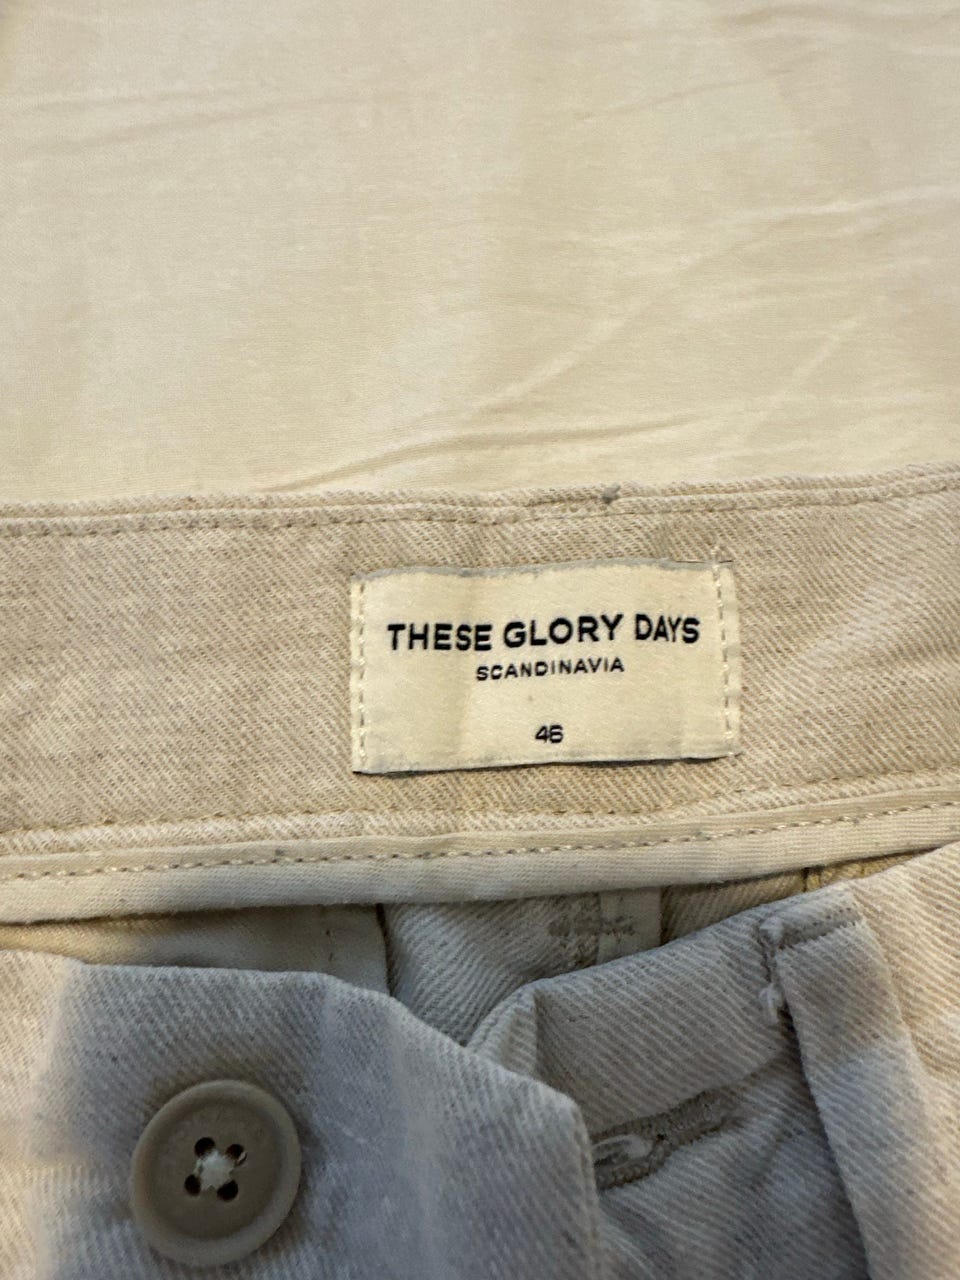 THESE GLORY DAYS
SCANDINAVIA
46